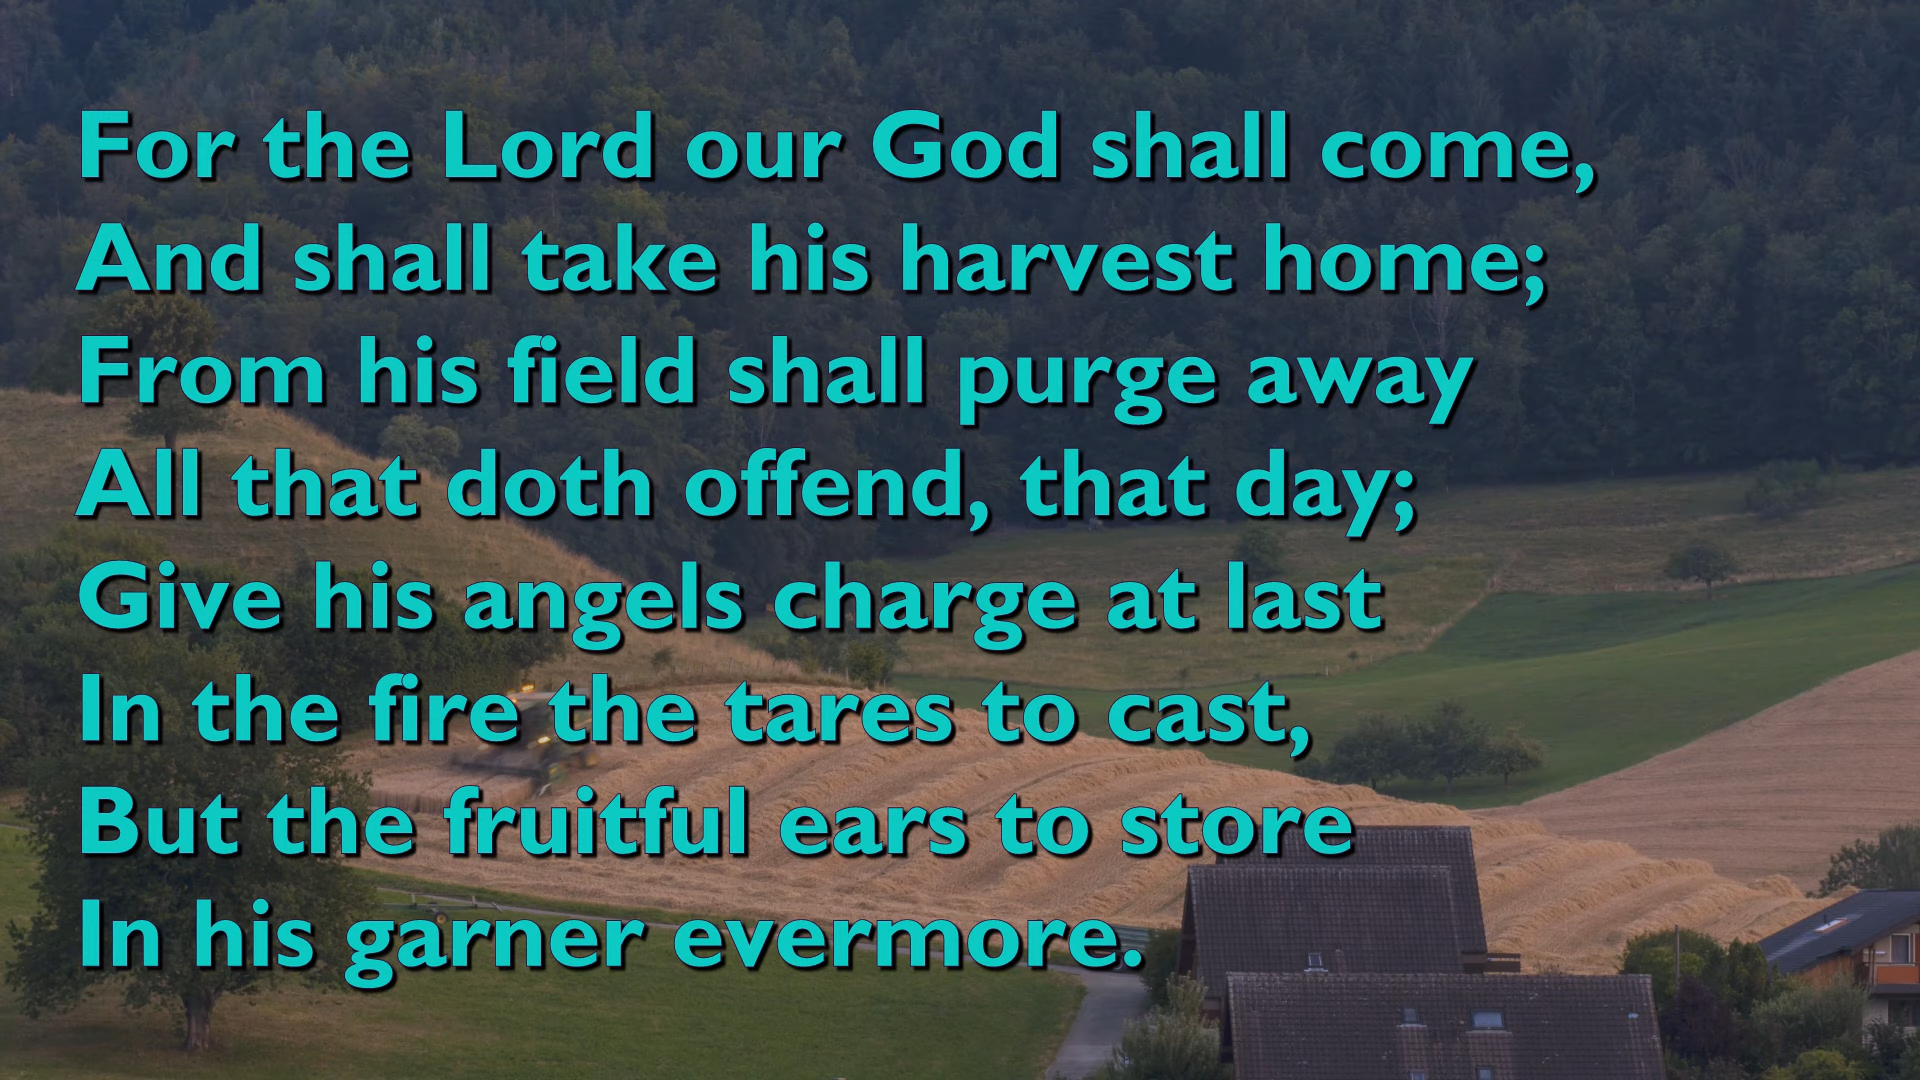 For the Lord our God shall come,
And shall take his harvest home;
From his field shall purge away
All that doth offend, that day;
Give his angels charge at last
In the fire the tares to cast,
But the fruitful ears to store
In his garner evermore.